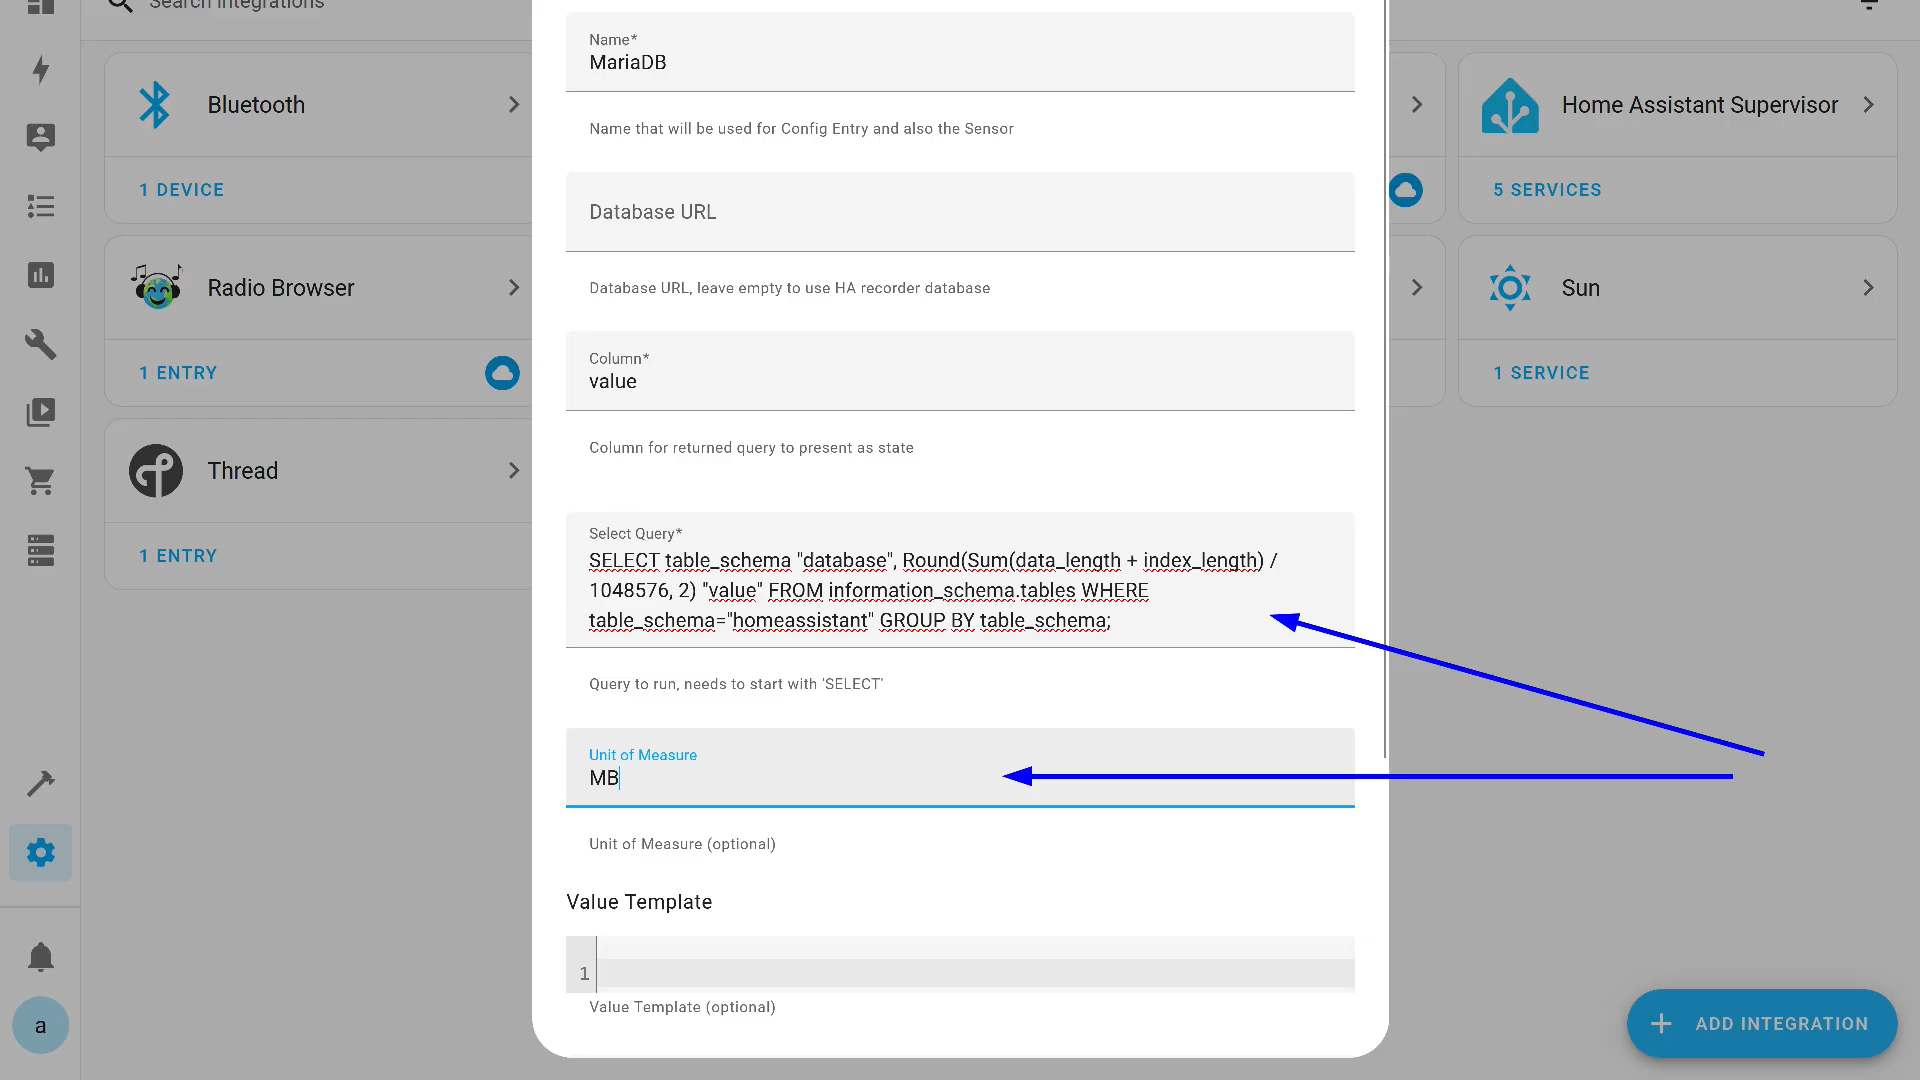 Search integrations
Bluetooth
1 DEVICE
Radio Browser
1 ENTRY
Thread
1 ENTRY
a
Name*
MariaDB
Name that will be used for Config Entry and also the Sensor
Database URL
Database URL, leave empty to use HA recorder database
Column*
value
Column for returned query to present as state
Select Query*
SELECT table_schema "database", Round(Sum(data_length + index_length) /
1048576, 2) "value" FROM information_schema.tables WHERE
table_schema="homeassistant" GROUP BY table_schema;
Query to run, needs to start with 'SELECT'
Unit of Measure
MB
Unit of Measure (optional)
Value Template
1
Value Template (optional)
Home Assistant Supervisor
5 SERVICES
Sun
1 SERVICE
ADD INTEGRATION